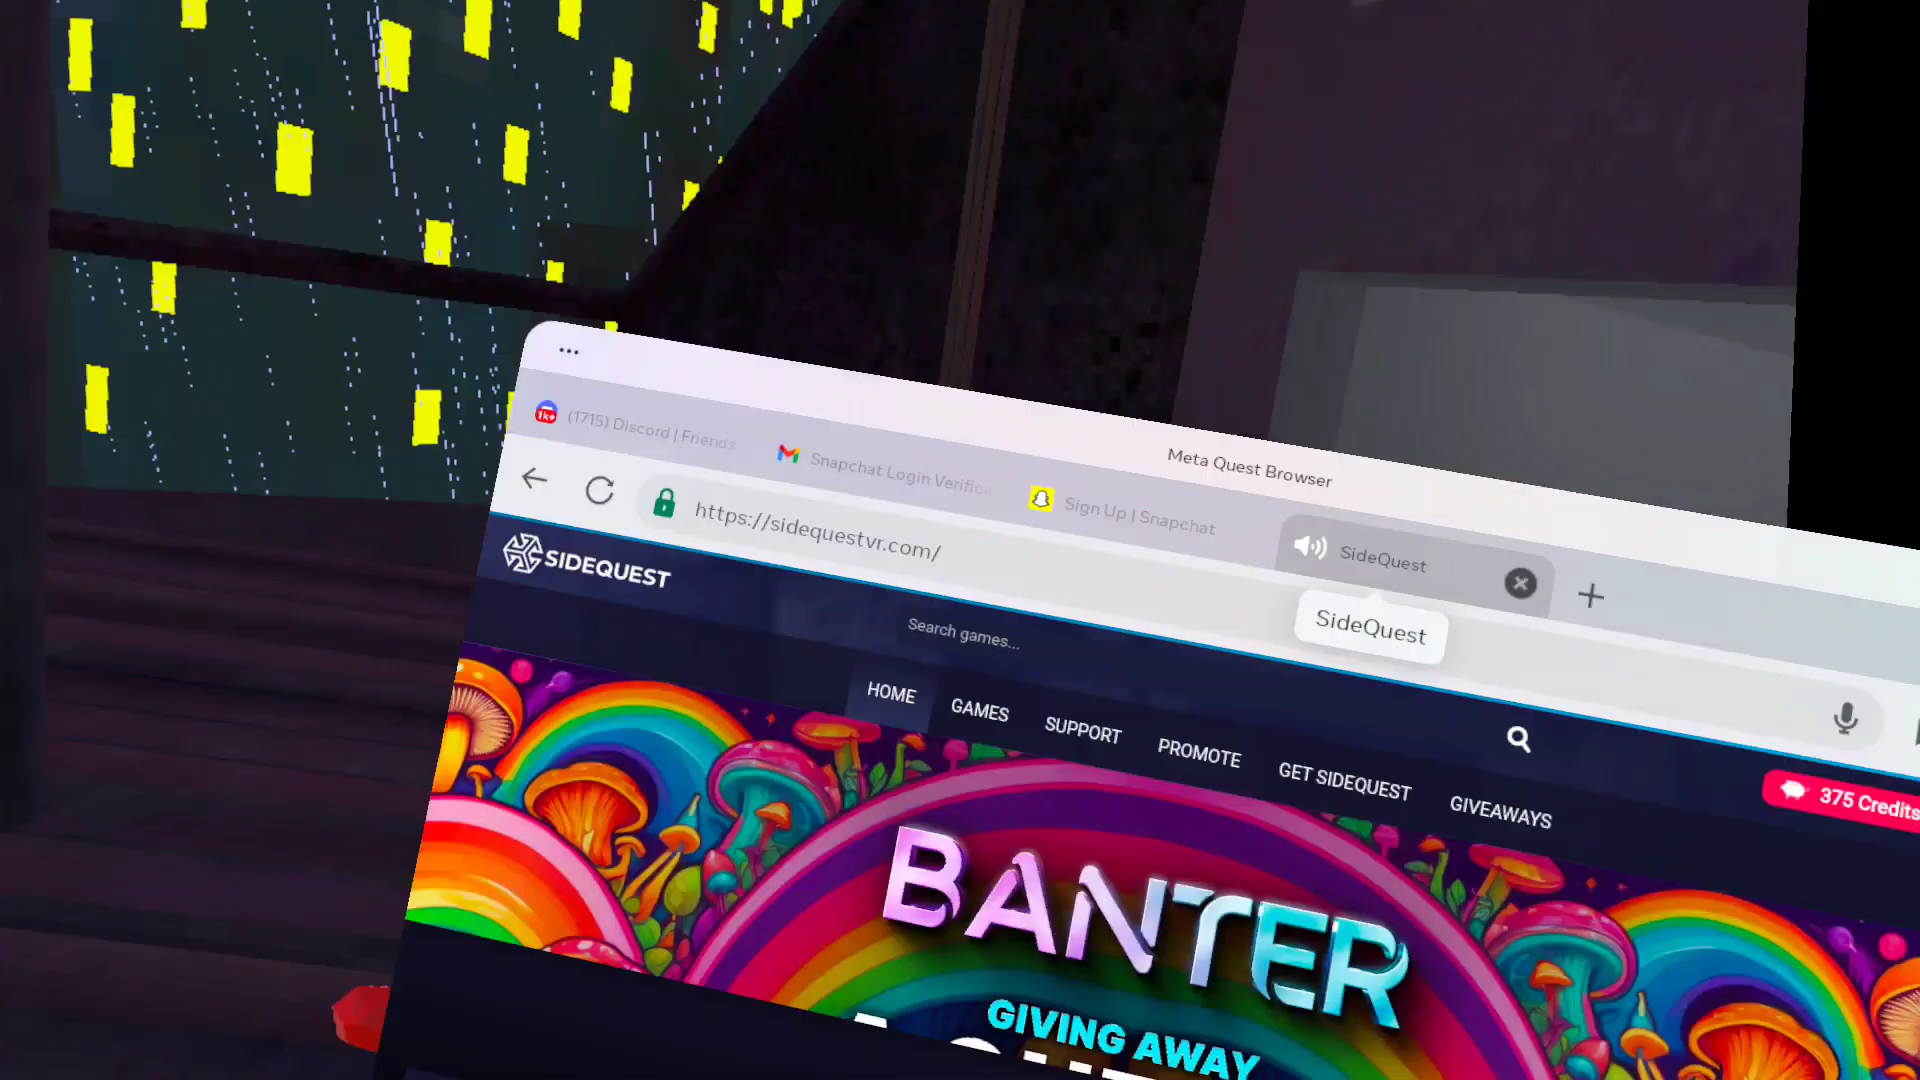 Meta Quest Browser
1k+ (1715) Discord | Friends
Snapchat Login Verifica
Sign Up | Snapchat
SideQuest
https://sidequestvr.com/
SideQuest
SIDEQUEST
Search games...
HOME GAMES SUPPORT PROMOTE GET SIDEQUEST GIVEAWAYS
375 Credits
BANTER
GIVING AWAY